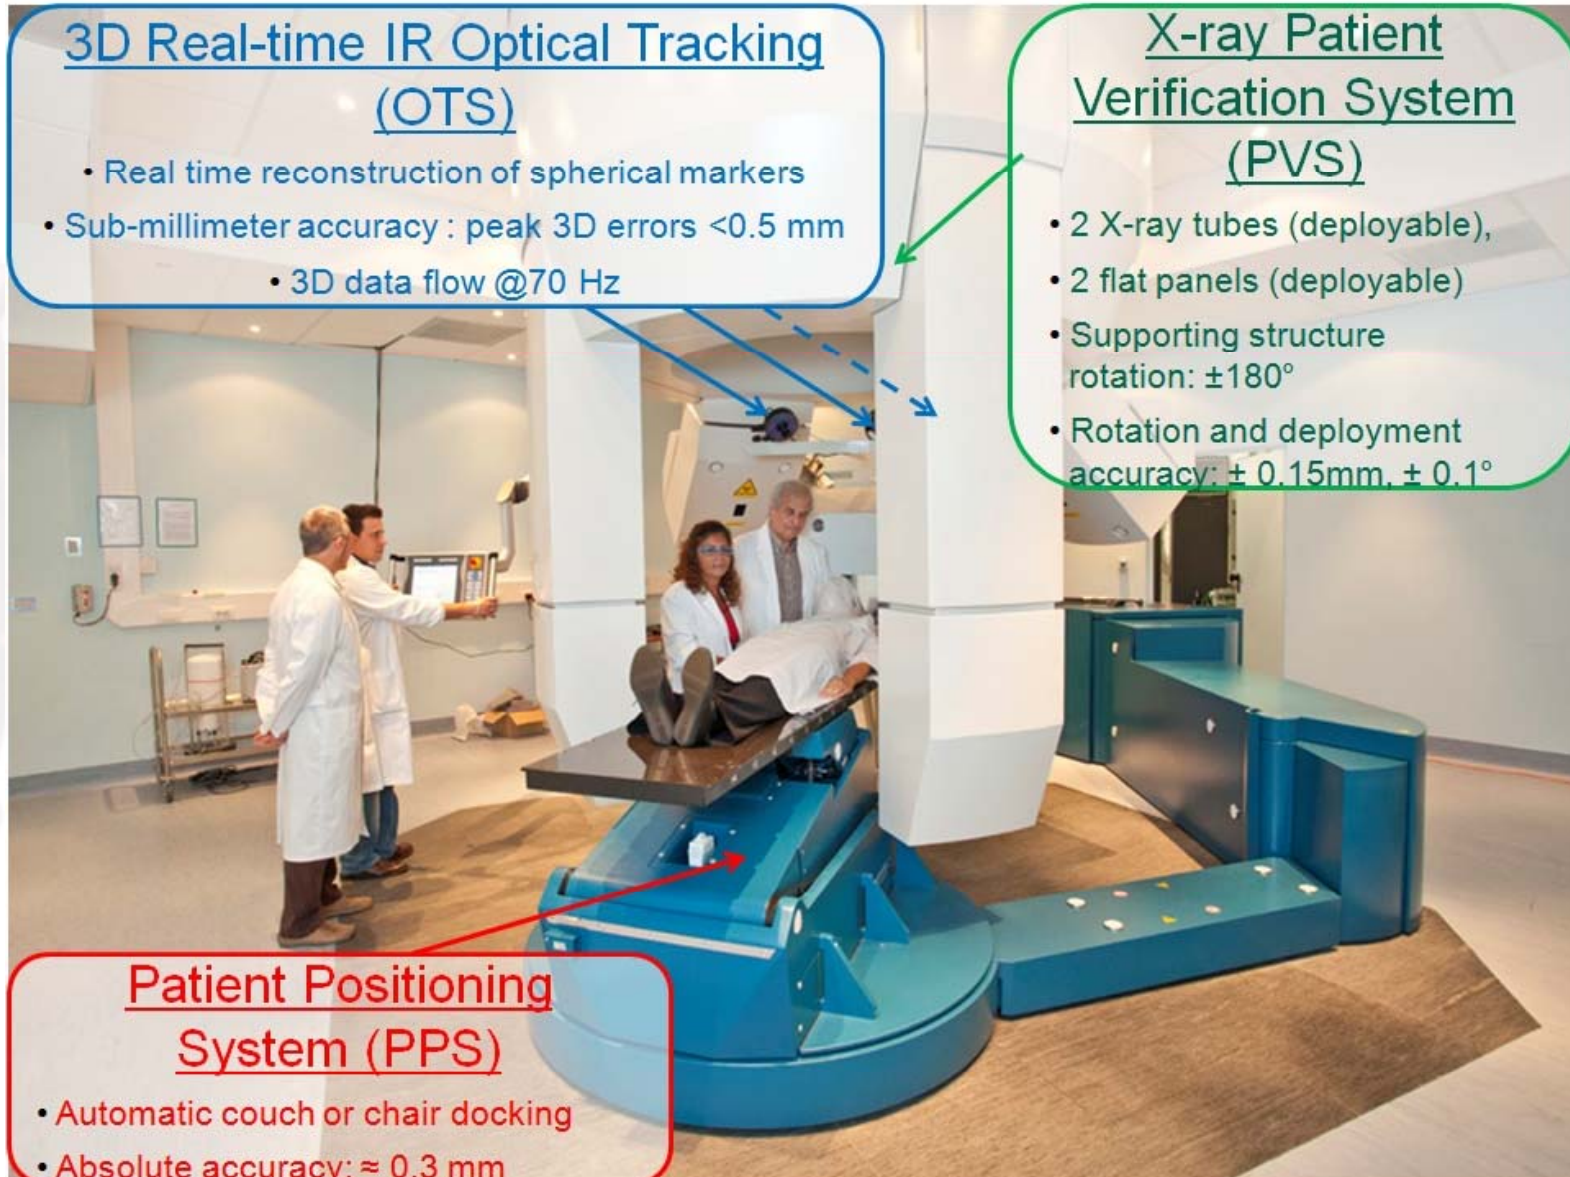 3D Real-time IR Optical Tracking
(OTS)
• Real time reconstruction of spherical markers
• Sub-millimeter accuracy : peak 3D errors <0.5 mm
• 3D data flow @70 Hz
X-ray Patient
Verification System
(PVS)
• 2 X-ray tubes (deployable),
• 2 flat panels (deployable)
• Supporting structure
rotation: ±180°
• Rotation and deployment
accuracy: ± 0.15mm, ± 0.1°
Patient Positioning
System (PPS)
• Automatic couch or chair docking
• Absolute accuracy: ≈ 0.3 mm